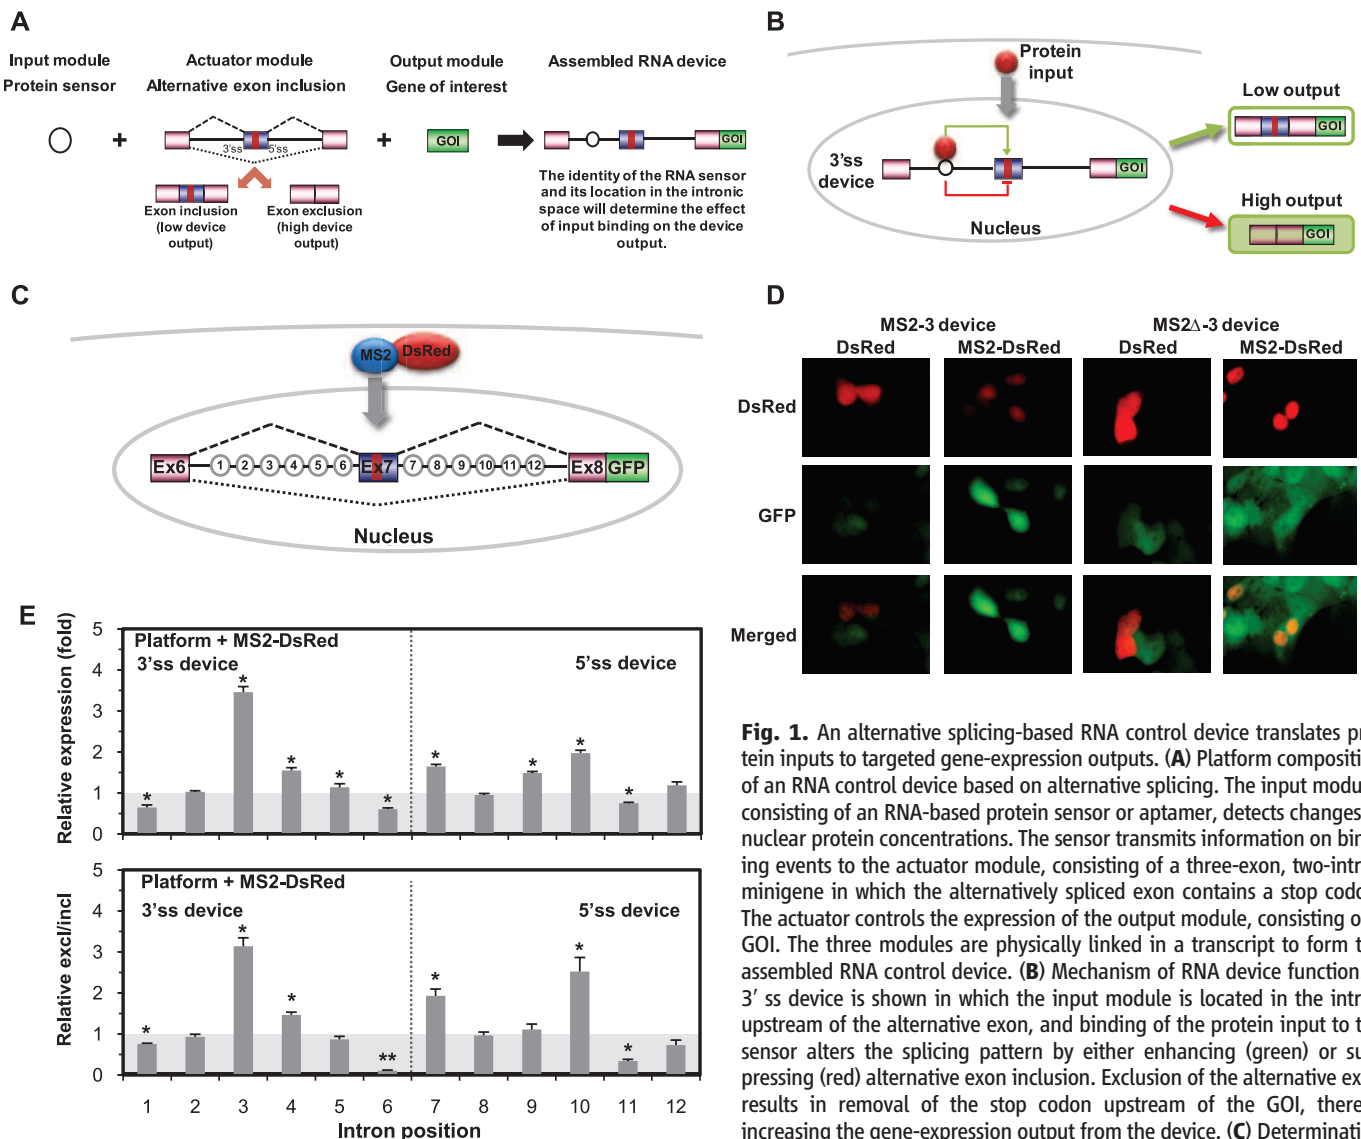 A
Input module
Protein sensor
+
Actuator module
Alternative exon inclusion
3'ss
5'ss
Exon inclusion
(low device
output)
Exon exclusion
(high device
output)
+
Output module
Gene of interest
GOI
Assembled RNA device
GOI
The identity of the RNA sensor
and its location in the intronic
space will determine the effect
of input binding on the device
output.
B
Protein
input
3'ss
device
GOI
Nucleus
Low output
GOI
High output
GOI
C
MS2 DsRed
Ex6 1 2 3 4 5 6 Ex7 7 8 9 10 11 12 Ex8 GFP
Nucleus
D
MS2-3 device MS2Δ-3 device
DsRed MS2-DsRed DsRed MS2-DsRed
DsRed
GFP
Merged
E
Relative expression (fold)
5
4
3
2
1
0
Platform + MS2-DsRed
3'ss device
5'ss device
* * * * * * * * *
Relative excl/incl
5
4
3
2
1
0
Platform + MS2-DsRed
3'ss device
5'ss device
* * * ** * * *
1 2 3 4 5 6 7 8 9 10 11 12
Intron position
Fig. 1. An alternative splicing-based RNA control device translates pr
tein inputs to targeted gene-expression outputs. (A) Platform compositi
of an RNA control device based on alternative splicing. The input modu
consisting of an RNA-based protein sensor or aptamer, detects changes
nuclear protein concentrations. The sensor transmits information on bin
ing events to the actuator module, consisting of a three-exon, two-intr
minigene in which the alternatively spliced exon contains a stop codo
The actuator controls the expression of the output module, consisting o
GOI. The three modules are physically linked in a transcript to form t
assembled RNA control device. (B) Mechanism of RNA device function
3′ ss device is shown in which the input module is located in the intr
upstream of the alternative exon, and binding of the protein input to t
sensor alters the splicing pattern by either enhancing (green) or su
pressing (red) alternative exon inclusion. Exclusion of the alternative ex
results in removal of the stop codon upstream of the GOI, there
increasing the gene-expression output from the device. (C) Determinati